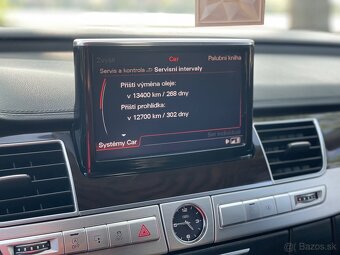 Car
Palubní kniha
Servis a kontrola Servisní intervaly
Příští výměna oleje:
v 13400 km / 268 dny.
Příští prohlídka:
v 12700 km / 302 dny
Systémy Car
bazos.sk